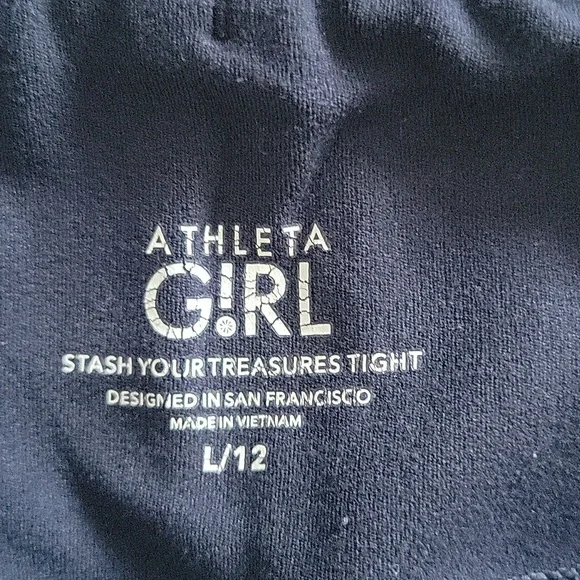 ATHLETA
G!RL
STASH YOUR TREASURES TIGHT
DESIGNED IN SAN FRANCISCO
MADE IN VIETNAM
L/12